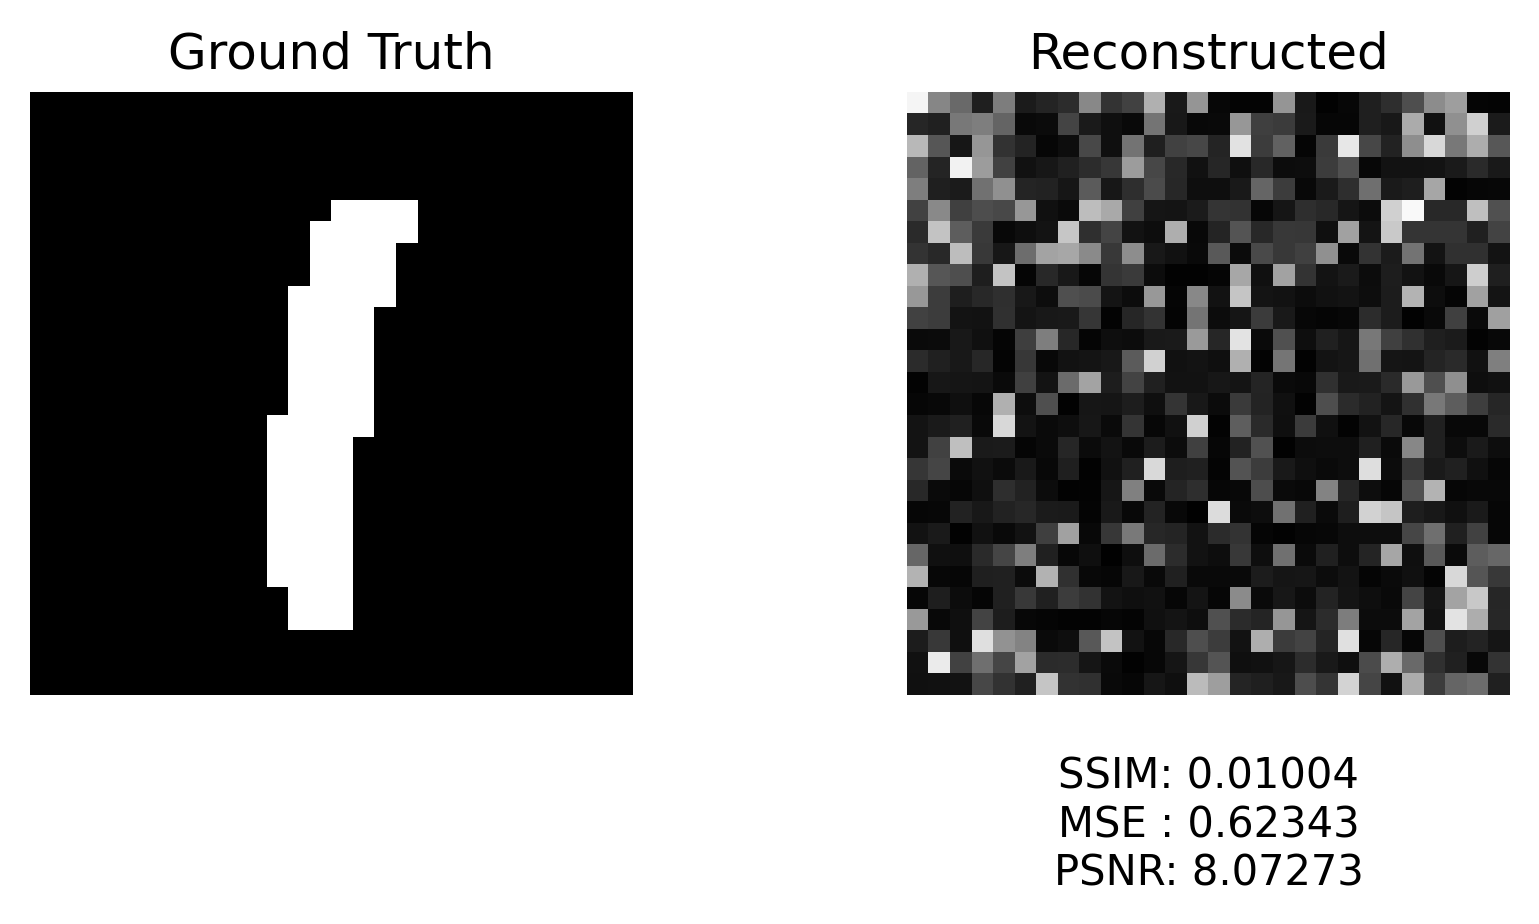 Ground Truth
Reconstructed
SSIM: 0.01004
MSE : 0.62343
PSNR: 8.07273